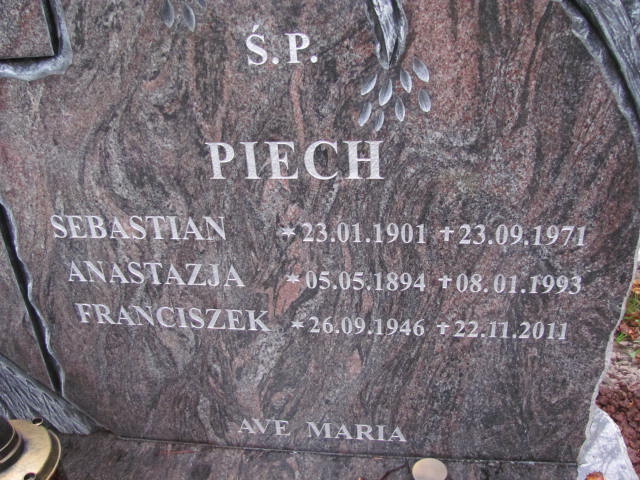 Ś.P.
PIECH
SEBASTIAN *23.01.1901 +23.09.1971
ANASTAZJA *05.05.1894 +08.01.1993
FRANCISZEK *26.09.1946 +22.11.2011
AVE MARIA